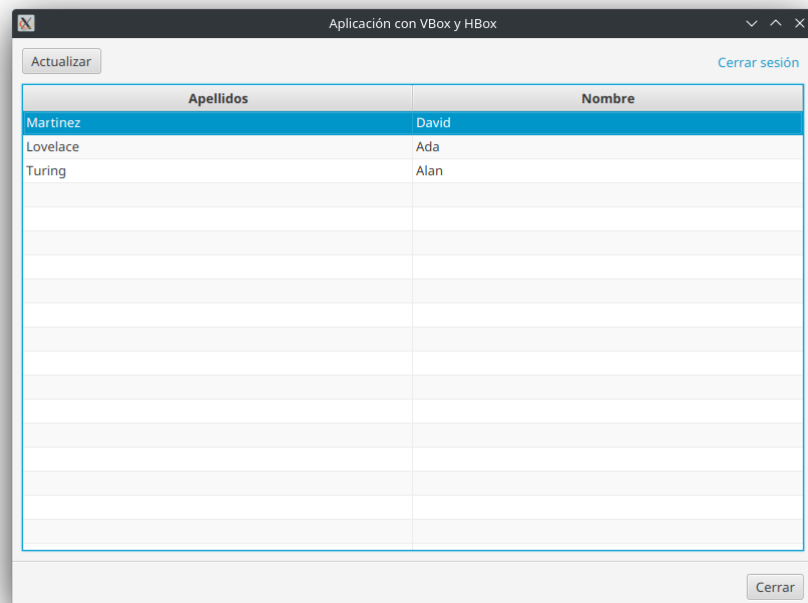 Aplicación con VBox y HBox
Actualizar Cerrar sesión
Apellidos Nombre
Martinez David
Lovelace Ada
Turing Alan
Cerrar